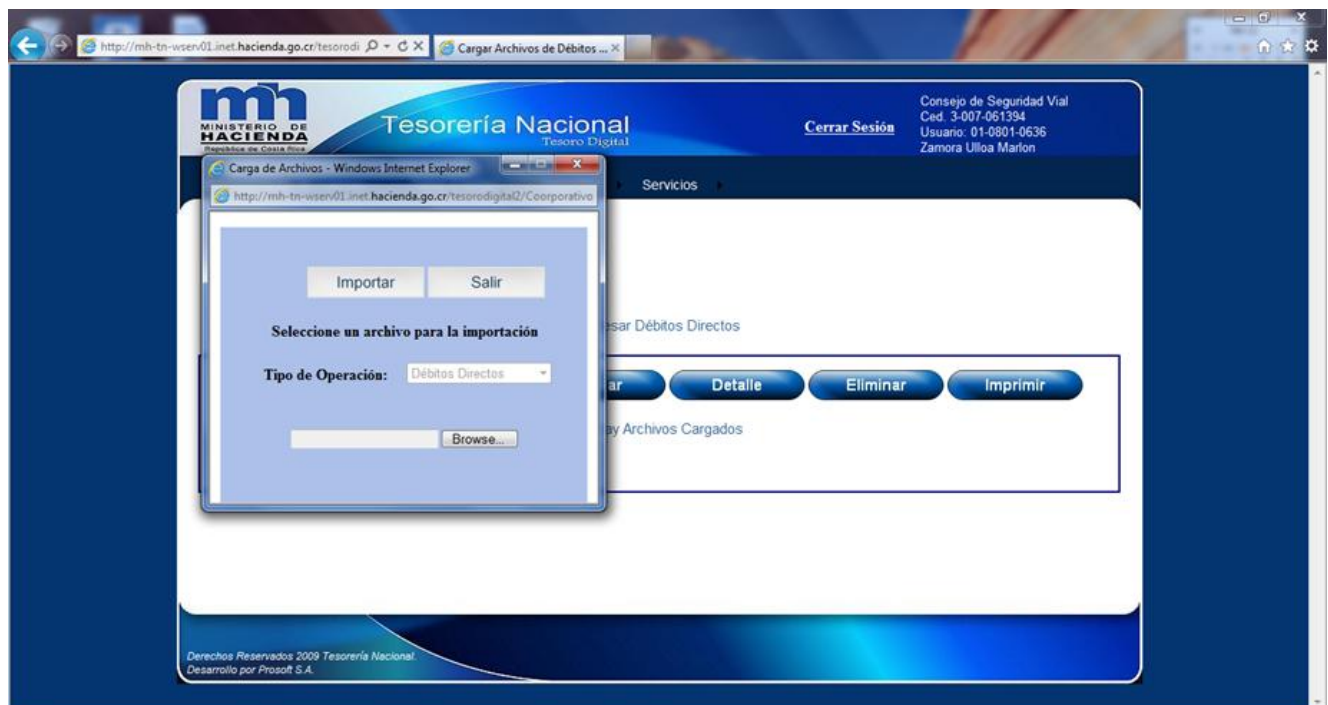 http://mh-tn-wserv01.inet.hacienda.go.cr/tesorodi
Cargar Archivos de Débitos ...
mh
MINISTERIO DE
HACIENDA
República de Costa Rica
Tesorería Nacional
Tesoro Digital
Cerrar Sesión
Consejo de Seguridad Vial
Ced. 3-007-061394
Usuario: 01-0801-0636
Zamora Ulloa Marlon
Servicios
Carga de Archivos - Windows Internet Explorer
http://mh-tn-wserv01.inet.hacienda.go.cr/tesorodigital2/Coorporativo
Importar Salir
Seleccione un archivo para la importación
Tipo de Operación: Débitos Directos
Browse...
esar Débitos Directos
ar Detalle Eliminar Imprimir
ay Archivos Cargados
Derechos Reservados 2009 Tesorería Nacional.
Desarrollo por Prosoft S.A.